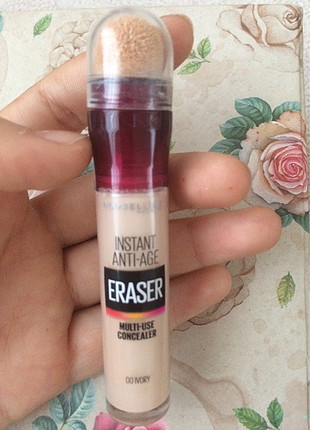 MAYBELLINE
INSTANT
ANTI-AGE
ERASER
MULTI-USE
CONCEALER
00 IVORY